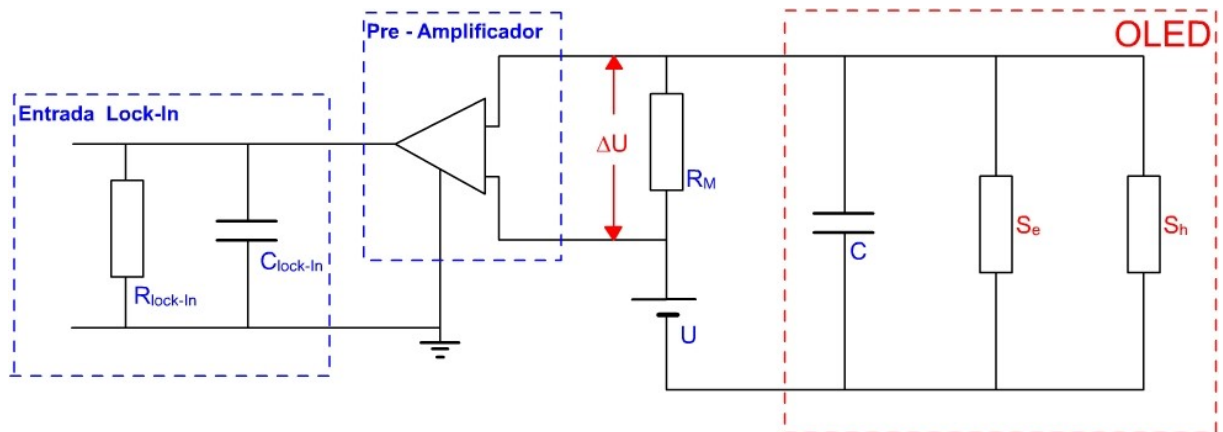 OLED
Pre - Amplificador
Entrada Lock-In
ΔU
R_M
S_e
S_h
C
C_lock-In
R_lock-In
U